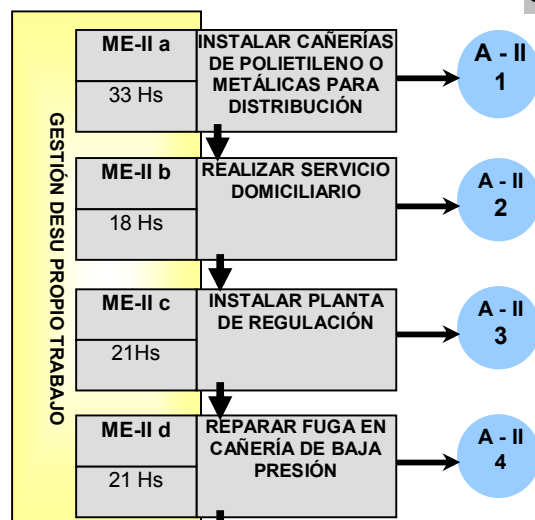 GESTIÓN DESU PROPIO TRABAJO
ME-II a
33 Hs
INSTALAR CAÑERÍAS
DE POLIETILENO O
METÁLICAS PARA
DISTRIBUCIÓN
A - II
1
ME-II b
18 Hs
REALIZAR SERVICIO
DOMICILIARIO
A - II
2
ME-II c
21Hs
INSTALAR PLANTA
DE REGULACIÓN
A - II
3
ME-II d
21 Hs
REPARAR FUGA EN
CAÑERÍA DE BAJA
PRESIÓN
A - II
4